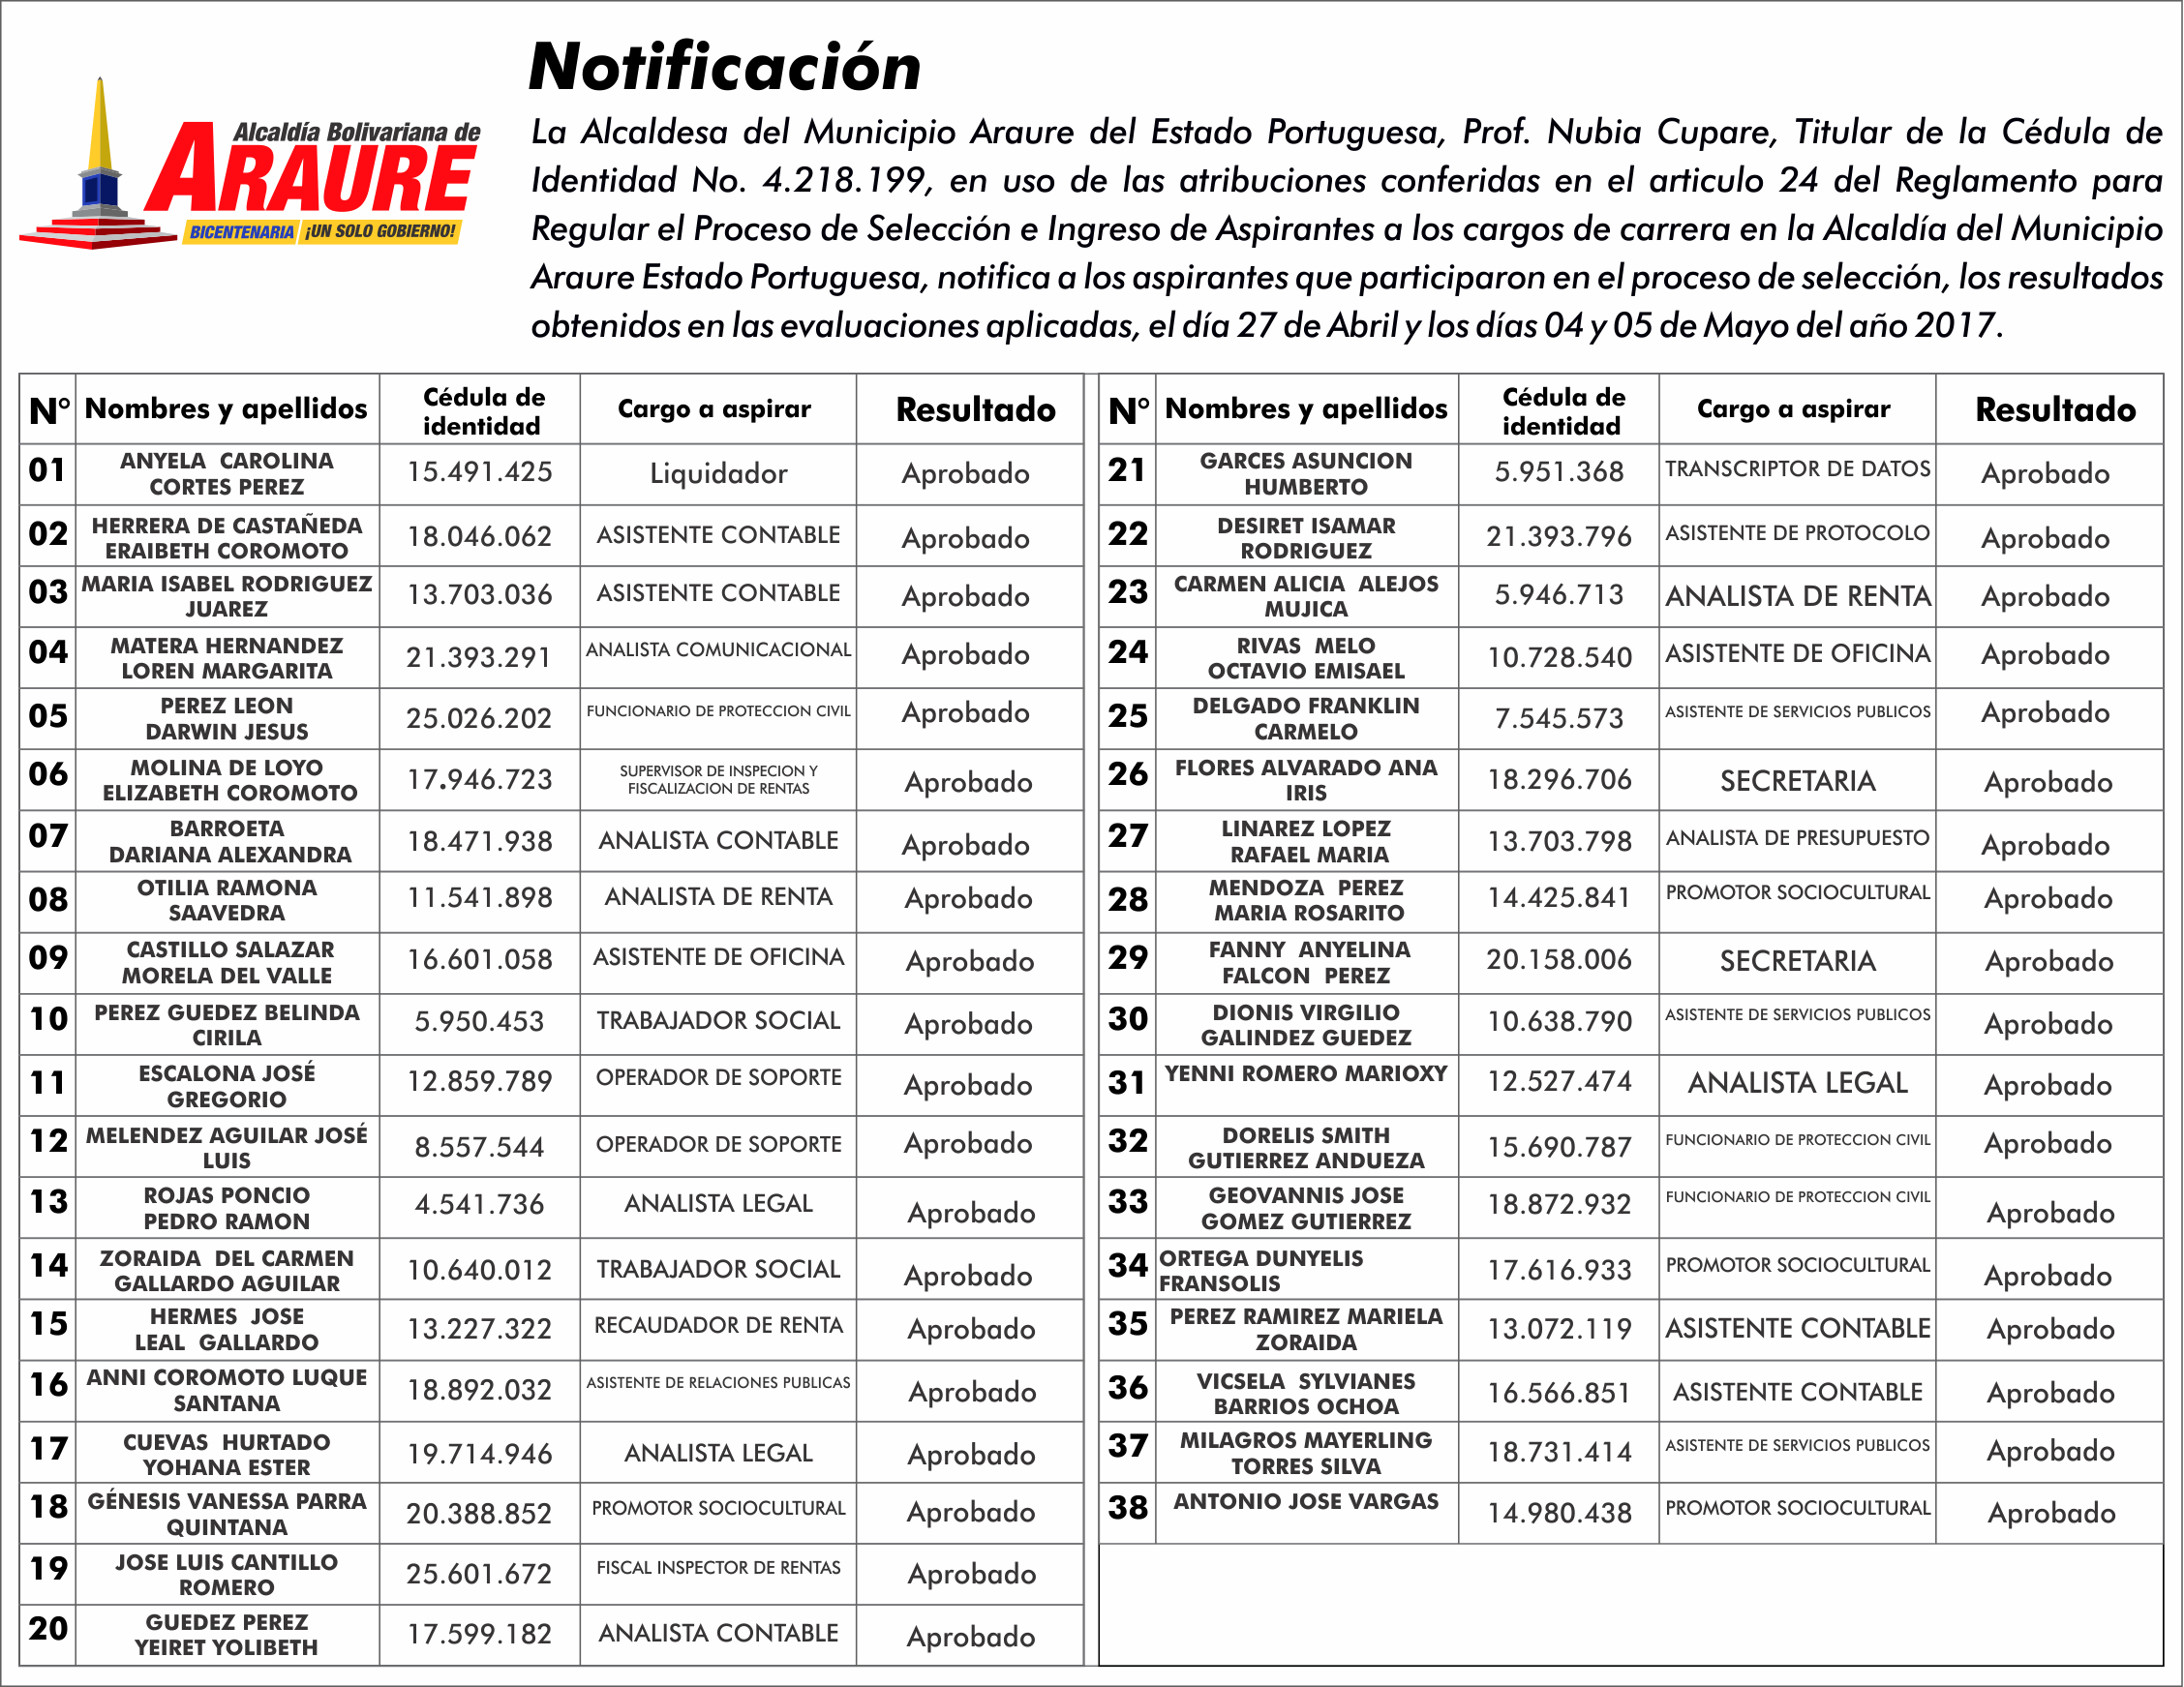 Notificación
Alcaldía Bolivariana de
ARAURE
BICENTENARIA ¡UN SOLO GOBIERNO!
La Alcaldesa del Municipio Araure del Estado Portuguesa, Prof. Nubia Cupare, Titular de la Cédula de
Identidad No. 4.218.199, en uso de las atribuciones conferidas en el articulo 24 del Reglamento para
Regular el Proceso de Selección e Ingreso de Aspirantes a los cargos de carrera en la Alcaldía del Municipio
Araure Estado Portuguesa, notifica a los aspirantes que participaron en el proceso de selección, los resultados
obtenidos en las evaluaciones aplicadas, el día 27 de Abril y los días 04 y 05 de Mayo del año 2017.
N° Nombres y apellidos Cédula de identidad Cargo a aspirar Resultado
01 ANYELA CAROLINA CORTES PEREZ 15.491.425 Liquidador Aprobado
02 HERRERA DE CASTAÑEDA ERAIBETH COROMOTO 18.046.062 ASISTENTE CONTABLE Aprobado
03 MARIA ISABEL RODRIGUEZ JUAREZ 13.703.036 ASISTENTE CONTABLE Aprobado
04 MATERA HERNANDEZ LOREN MARGARITA 21.393.291 ANALISTA COMUNICACIONAL Aprobado
05 PEREZ LEON DARWIN JESUS 25.026.202 FUNCIONARIO DE PROTECCION CIVIL Aprobado
06 MOLINA DE LOYO ELIZABETH COROMOTO 17.946.723 SUPERVISOR DE INSPECION Y FISCALIZACION DE RENTAS Aprobado
07 BARROETA DARIANA ALEXANDRA 18.471.938 ANALISTA CONTABLE Aprobado
08 OTILIA RAMONA SAAVEDRA 11.541.898 ANALISTA DE RENTA Aprobado
09 CASTILLO SALAZAR MORELA DEL VALLE 16.601.058 ASISTENTE DE OFICINA Aprobado
10 PEREZ GUEDEZ BELINDA CIRILA 5.950.453 TRABAJADOR SOCIAL Aprobado
11 ESCALONA JOSÉ GREGORIO 12.859.789 OPERADOR DE SOPORTE Aprobado
12 MELENDEZ AGUILAR JOSÉ LUIS 8.557.544 OPERADOR DE SOPORTE Aprobado
13 ROJAS PONCIO PEDRO RAMON 4.541.736 ANALISTA LEGAL Aprobado
14 ZORAIDA DEL CARMEN GALLARDO AGUILAR 10.640.012 TRABAJADOR SOCIAL Aprobado
15 HERMES JOSE LEAL GALLARDO 13.227.322 RECAUDADOR DE RENTA Aprobado
16 ANNI COROMOTO LUQUE SANTANA 18.892.032 ASISTENTE DE RELACIONES PUBLICAS Aprobado
17 CUEVAS HURTADO YOHANA ESTER 19.714.946 ANALISTA LEGAL Aprobado
18 GÉNESIS VANESSA PARRA QUINTANA 20.388.852 PROMOTOR SOCIOCULTURAL Aprobado
19 JOSE LUIS CANTILLO ROMERO 25.601.672 FISCAL INSPECTOR DE RENTAS Aprobado
20 GUEDEZ PEREZ YEIRET YOLIBETH 17.599.182 ANALISTA CONTABLE Aprobado
N° Nombres y apellidos Cédula de identidad Cargo a aspirar Resultado
21 GARCES ASUNCION HUMBERTO 5.951.368 TRANSCRIPTOR DE DATOS Aprobado
22 DESIRET ISAMAR RODRIGUEZ 21.393.796 ASISTENTE DE PROTOCOLO Aprobado
23 CARMEN ALICIA ALEJOS MUJICA 5.946.713 ANALISTA DE RENTA Aprobado
24 RIVAS MELO OCTAVIO EMISAEL 10.728.540 ASISTENTE DE OFICINA Aprobado
25 DELGADO FRANKLIN CARMELO 7.545.573 ASISTENTE DE SERVICIOS PUBLICOS Aprobado
26 FLORES ALVARADO ANA IRIS 18.296.706 SECRETARIA Aprobado
27 LINAREZ LOPEZ RAFAEL MARIA 13.703.798 ANALISTA DE PRESUPUESTO Aprobado
28 MENDOZA PEREZ MARIA ROSARITO 14.425.841 PROMOTOR SOCIOCULTURAL Aprobado
29 FANNY ANYELINA FALCON PEREZ 20.158.006 SECRETARIA Aprobado
30 DIONIS VIRGILIO GALINDEZ GUEDEZ 10.638.790 ASISTENTE DE SERVICIOS PUBLICOS Aprobado
31 YENNI ROMERO MARIOXY 12.527.474 ANALISTA LEGAL Aprobado
32 DORELIS SMITH GUTIERREZ ANDUEZA 15.690.787 FUNCIONARIO DE PROTECCION CIVIL Aprobado
33 GEOVANNIS JOSE GOMEZ GUTIERREZ 18.872.932 FUNCIONARIO DE PROTECCION CIVIL Aprobado
34 ORTEGA DUNYELIS FRANSOLIS 17.616.933 PROMOTOR SOCIOCULTURAL Aprobado
35 PEREZ RAMIREZ MARIELA ZORAIDA 13.072.119 ASISTENTE CONTABLE Aprobado
36 VICSELA SYLVIANES BARRIOS OCHOA 16.566.851 ASISTENTE CONTABLE Aprobado
37 MILAGROS MAYERLING TORRES SILVA 18.731.414 ASISTENTE DE SERVICIOS PUBLICOS Aprobado
38 ANTONIO JOSE VARGAS 14.980.438 PROMOTOR SOCIOCULTURAL Aprobado